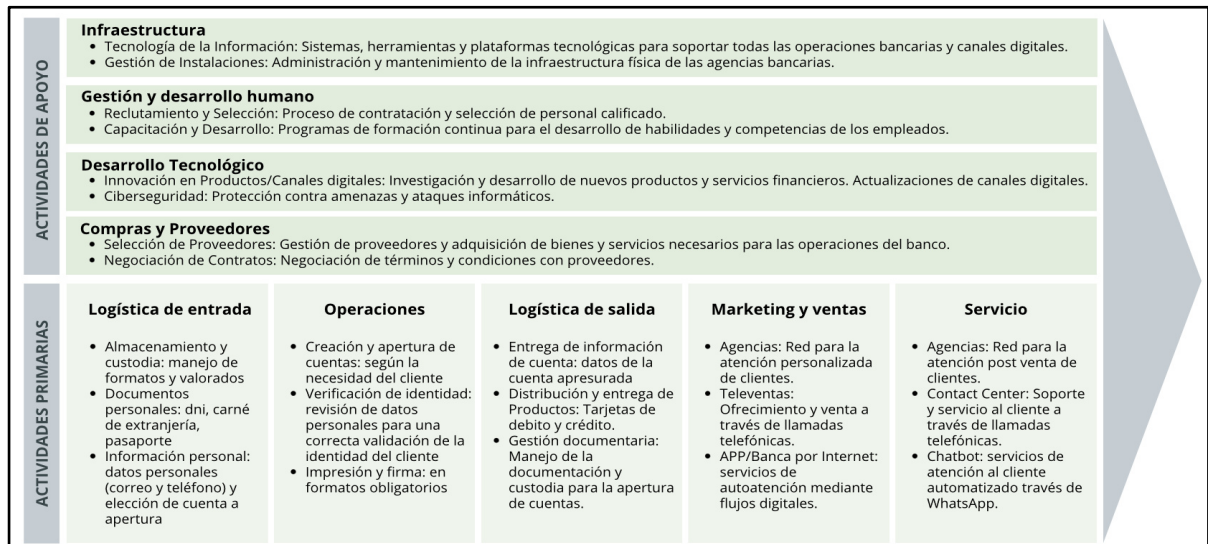 ACTIVIDADES DE APOYO
Infraestructura
• Tecnología de la Información: Sistemas, herramientas y plataformas tecnológicas para soportar todas las operaciones bancarias y canales digitales.
• Gestión de Instalaciones: Administración y mantenimiento de la infraestructura física de las agencias bancarias.
Gestión y desarrollo humano
• Reclutamiento y Selección: Proceso de contratación y selección de personal calificado.
• Capacitación y Desarrollo: Programas de formación continua para el desarrollo de habilidades y competencias de los empleados.
Desarrollo Tecnológico
• Innovación en Productos/Canales digitales: Investigación y desarrollo de nuevos productos y servicios financieros. Actualizaciones de canales digitales.
• Ciberseguridad: Protección contra amenazas y ataques informáticos.
Compras y Proveedores
• Selección de Proveedores: Gestión de proveedores y adquisición de bienes y servicios necesarios para las operaciones del banco.
• Negociación de Contratos: Negociación de términos y condiciones con proveedores.
ACTIVIDADES PRIMARIAS
Logística de entrada
• Almacenamiento y
custodia: manejo de
formatos y valorados
• Documentos
personales: dni, carné
de extranjería,
pasaporte
• Información personal:
datos personales
(correo y teléfono) y
elección de cuenta a
apertura
Operaciones
• Creación y apertura de
cuentas: según la
necesidad del cliente
• Verificación de identidad:
revisión de datos
personales para una
correcta validación de la
identidad del cliente
• Impresión y firma: en
formatos obligatorios
Logística de salida
• Entrega de información
de cuenta: datos de la
cuenta apresurada
• Distribución y entrega de
Productos: Tarjetas de
debito y crédito.
• Gestión documentaria:
Manejo de la
documentación y
custodia para la apertura
de cuentas.
Marketing y ventas
• Agencias: Red para la
atención personalizada
de clientes.
• Televentas:
Ofrecimiento y venta a
través de llamadas
telefónicas.
• APP/Banca por Internet:
servicios de
autoatención mediante
flujos digitales.
Servicio
• Agencias: Red para la
atención post venta de
clientes.
• Contact Center: Soporte
y servicio al cliente a
través de llamadas
telefónicas.
• Chatbot: servicios de
atención al cliente
automatizado través de
WhatsApp.